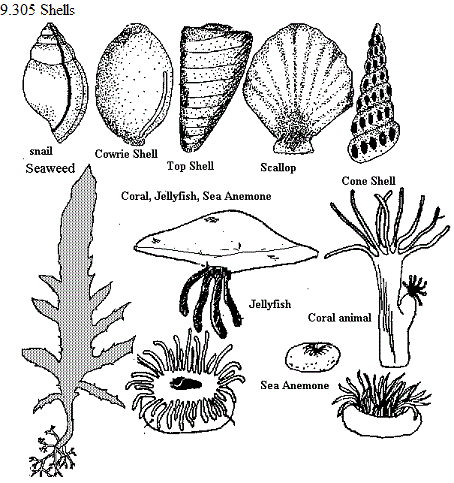 9.305 Shells
snail
Cowrie Shell
Top Shell
Scallop
Cone Shell
Seaweed
Coral, Jellyfish, Sea Anemone
Jellyfish
Coral animal
Sea Anemone